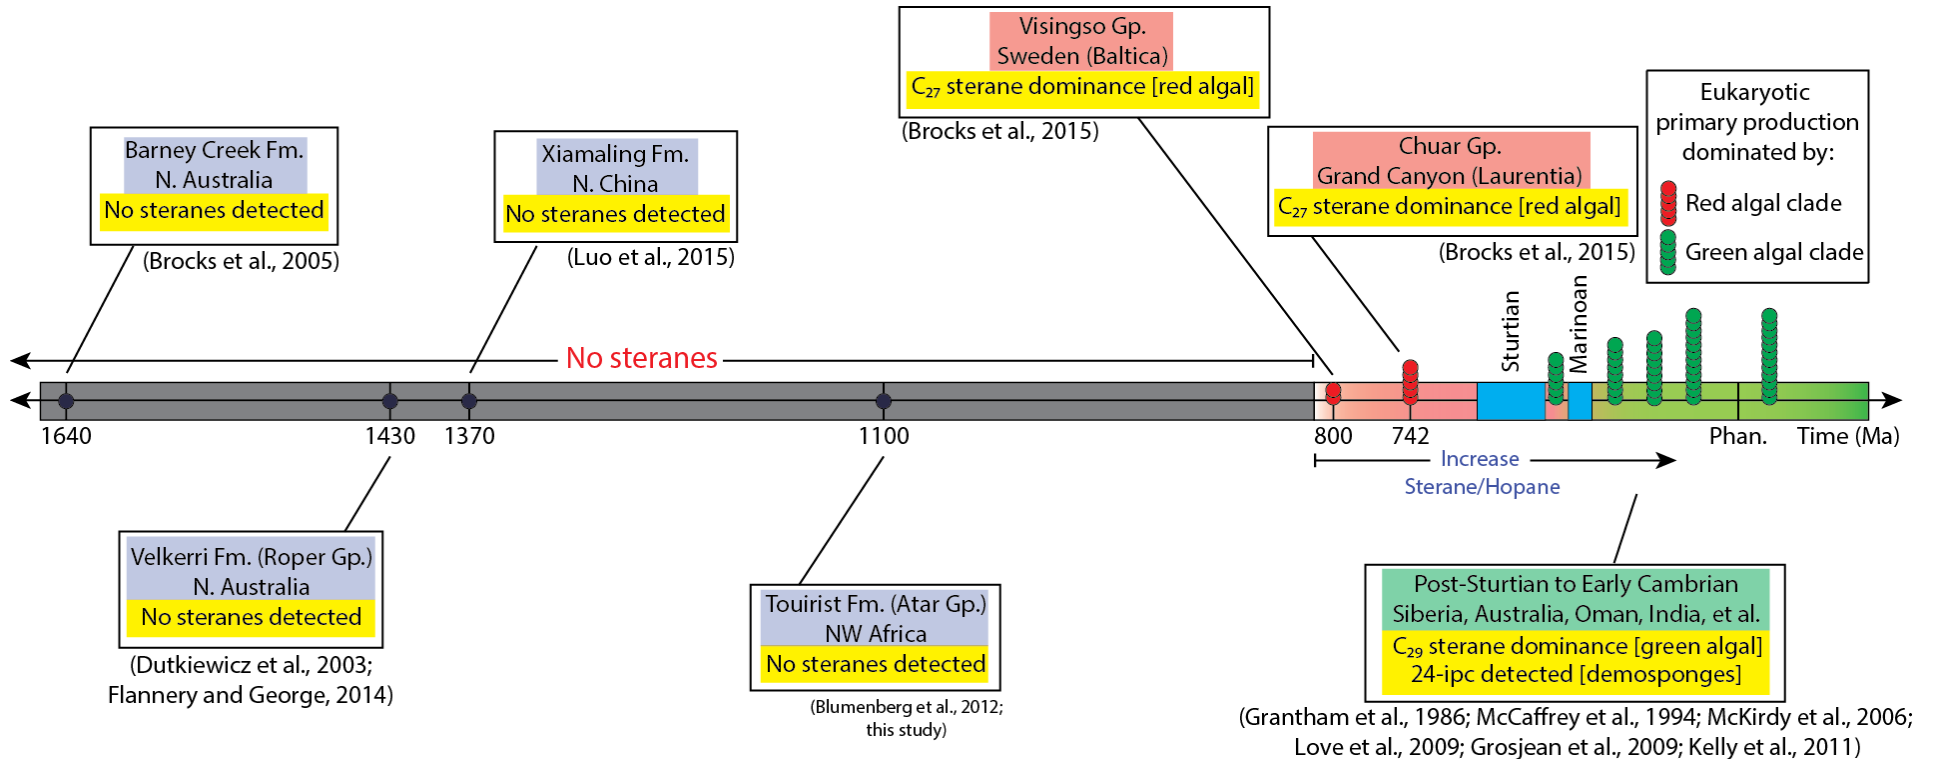 Visingso Gp.
Sweden (Baltica)
C₂₇ sterane dominance [red algal]
(Brocks et al., 2015)
Eukaryotic
primary production
dominated by:
Red algal clade
Green algal clade
Barney Creek Fm.
N. Australia
No steranes detected
(Brocks et al., 2005)
Xiamaling Fm.
N. China
No steranes detected
(Luo et al., 2015)
Chuar Gp.
Grand Canyon (Laurentia)
C₂₇ sterane dominance [red algal]
(Brocks et al., 2015)
Sturtian
Marinoan
No steranes
1640
1430
1370
1100
800
742
Phan.
Time (Ma)
Increase
Sterane/Hopane
Velkerri Fm. (Roper Gp.)
N. Australia
No steranes detected
(Dutkiewicz et al., 2003;
Flannery and George, 2014)
Touirist Fm. (Atar Gp.)
NW Africa
No steranes detected
(Blumenberg et al., 2012;
this study)
Post-Sturtian to Early Cambrian
Siberia, Australia, Oman, India, et al.
C₂₉ sterane dominance [green algal]
24-ipc detected [demosponges]
(Grantham et al., 1986; McCaffrey et al., 1994; McKirdy et al., 2006;
Love et al., 2009; Grosjean et al., 2009; Kelly et al., 2011)